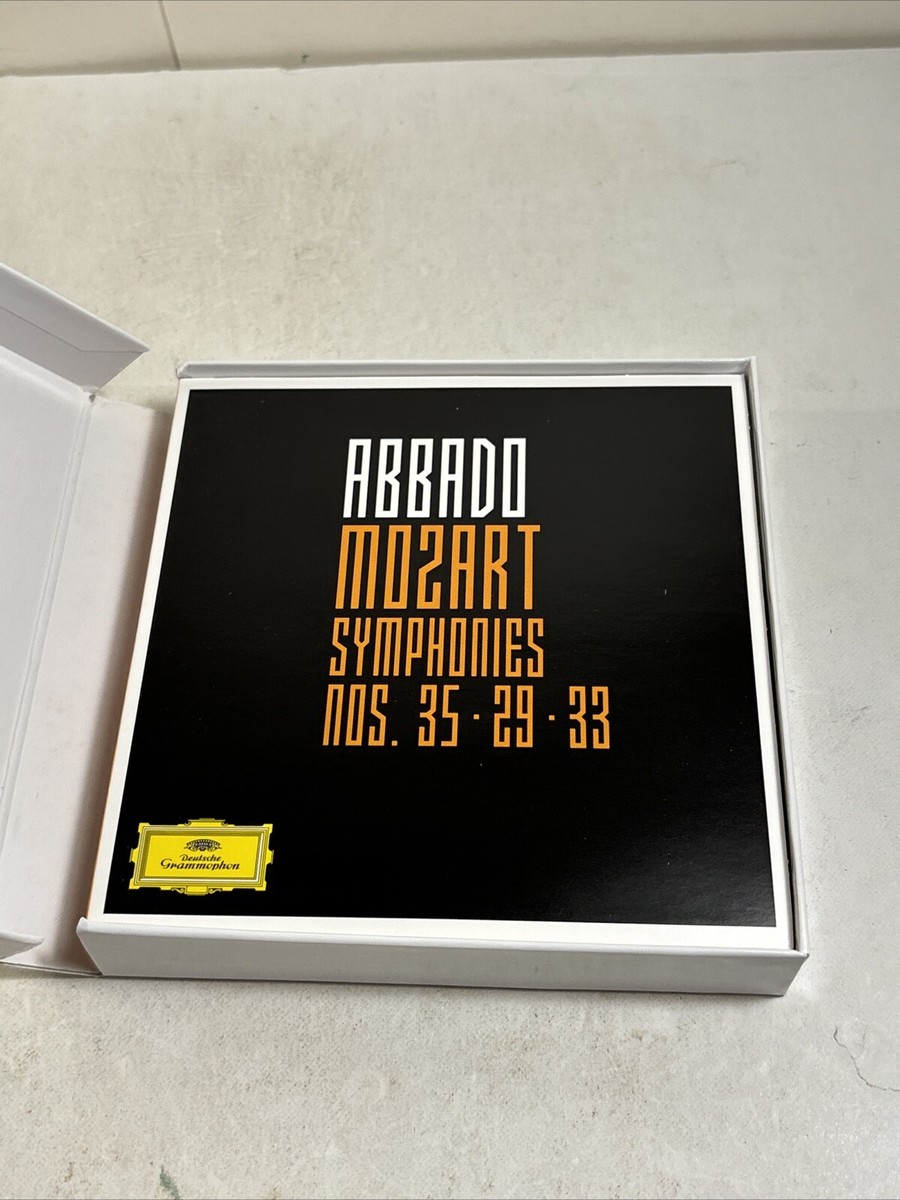 ABBADO
MOZART
SYMPHONIES
NOS. 35 · 29 · 33
Deutsche
Grammophon